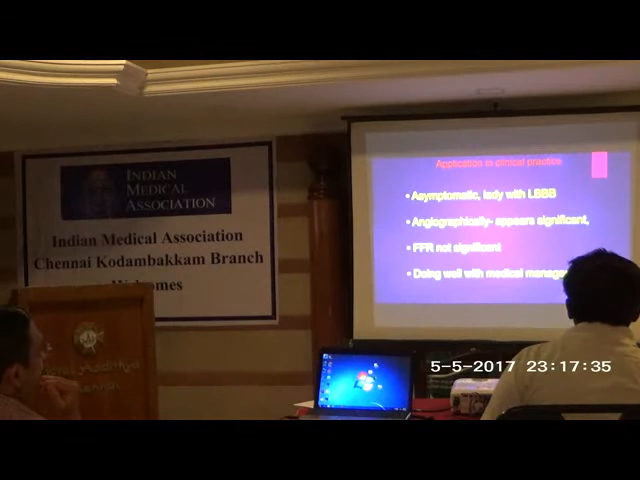 INDIAN
MEDICAL
ASSOCIATION
Indian Medical Association
Chennai Kodambakkam Branch
Application in clinical practice
• Asymptomatic, lady with LBBB
• Angiographically- appears significant,
• FFR not significant
• Doing well with medical
5-5-2017 23:17:35